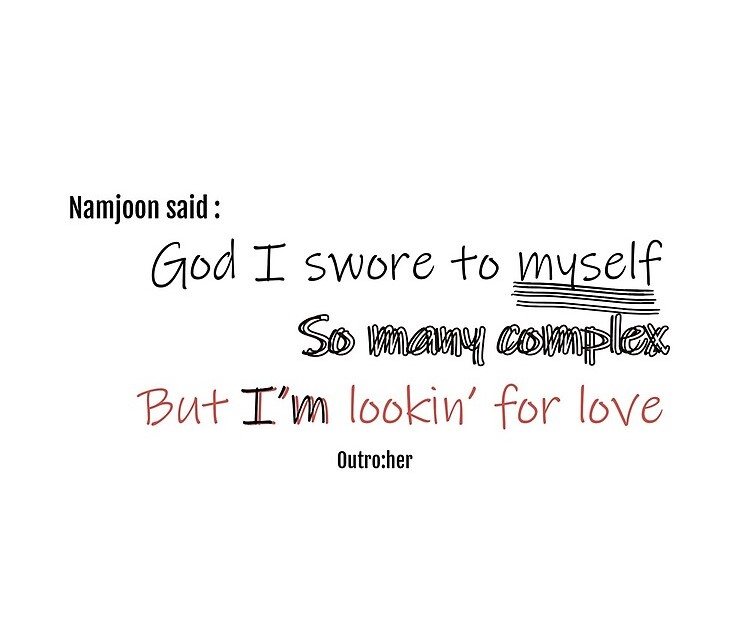 Namjoon said :
God I swore to myself
So many complex
But I'm lookin' for love
Outro:her